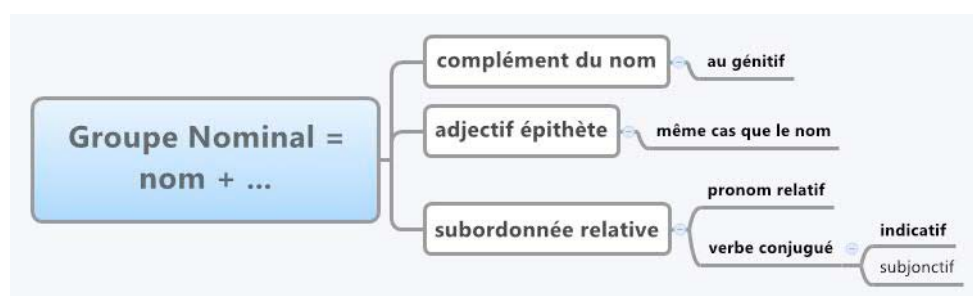 Groupe Nominal =
nom + ...
complément du nom
au génitif
adjectif épithète
même cas que le nom
subordonnée relative
pronom relatif
verbe conjugué
indicatif
subjonctif